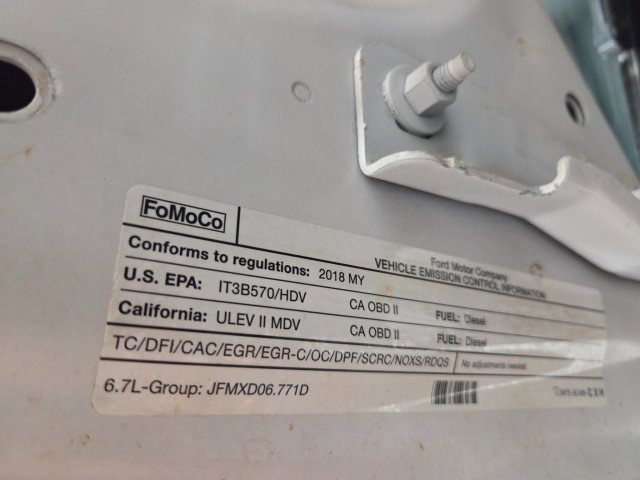 FoMoCo
Ford Motor Company
VEHICLE EMISSION CONTROL INFORMATION
Conforms to regulations: 2018 MY
U.S. EPA: IT3B570/HDV CA OBD II FUEL: Diesel
California: ULEV II MDV CA OBD II FUEL: Diesel
TC/DFI/CAC/EGR/EGR-C/OC/DPF/SCRC/NOXS/RDQS No adjustments needed.
6.7L-Group: JFMXD06.771D